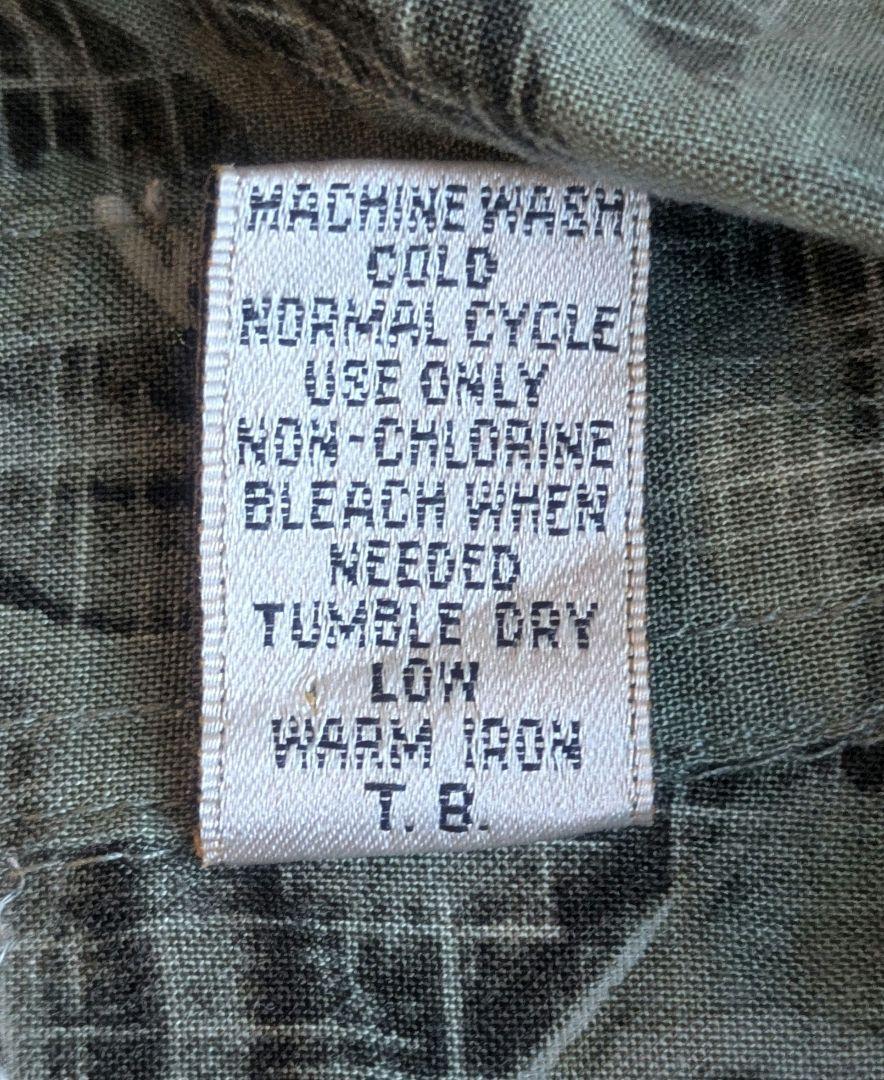 MACHINE WASH
COLD
NORMAL CYCLE
USE ONLY
NON-CHLORINE
BLEACH WHEN
NEEDED
TUMBLE DRY
LOW
WARM IRON
T. B.